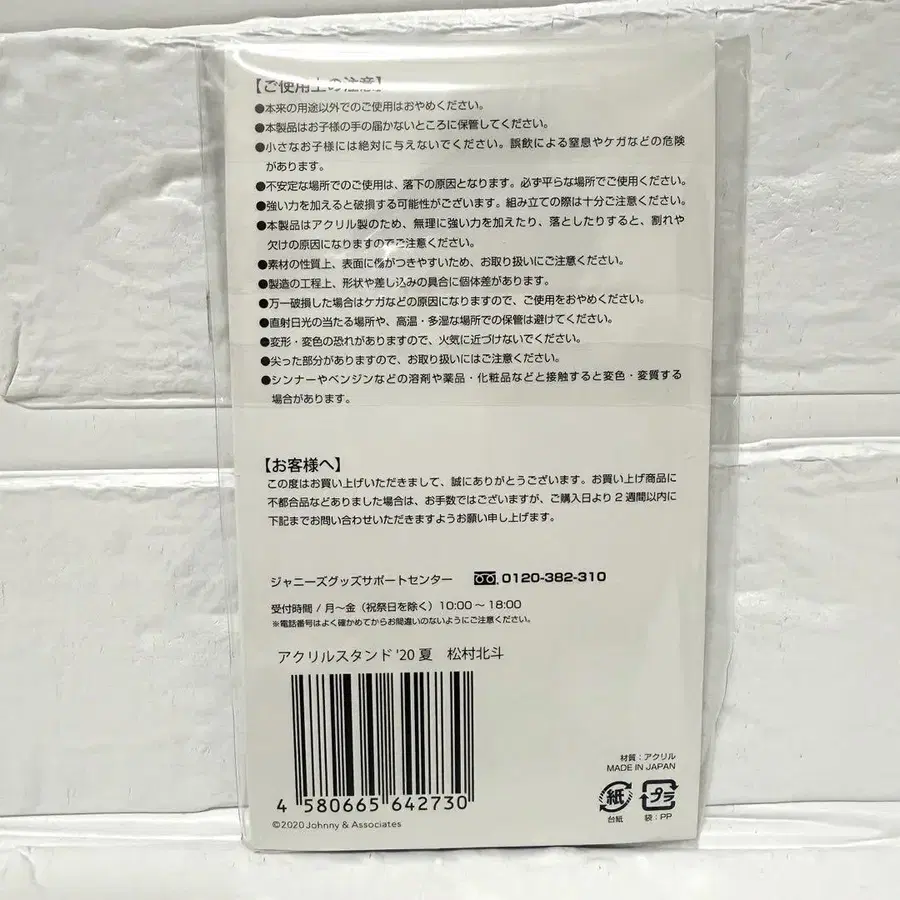 【ご使用上の注意】
●本来の用途以外でのご使用はおやめください。
●本製品はお子様の手の届かないところに保管してください。
●小さなお子様には絶対に与えないでください。誤飲による窒息やケガなどの危険
があります。
●不安定な場所でのご使用は、落下の原因となります。必ず平らな場所でご使用ください。
●強い力を加えると破損する可能性がございます。組み立ての際は十分ご注意ください。
●本製品はアクリル製のため、無理に強い力を加えたり、落としたりすると、割れや
欠けの原因になりますのでご注意ください。
●素材の性質上、表面に傷がつきやすいため、お取り扱いにご注意ください。
●製造の工程上、形状や差し込みの具合に個体差があります。
●万一破損した場合はケガなどの原因になりますので、ご使用をおやめください。
●直射日光の当たる場所や、高温・多湿な場所での保管は避けてください。
●変形・変色の恐れがありますので、火気に近づけないでください。
●尖った部分がありますので、お取り扱いにはご注意ください。
●シンナーやベンジンなどの溶剤や薬品・化粧品などと接触すると変色・変質する
場合があります。
【お客様へ】
この度はお買い上げいただきまして、誠にありがとうございます。お買い上げ商品に
不都合品などありました場合は、お手数ではございますが、ご購入日より2週間以内に
下記までお問い合わせいただきますようお願い申し上げます。
ジャニーズグッズサポートセンター 0120-382-310
受付時間 / 月～金（祝祭日を除く）10:00～18:00
※電話番号はよく確かめてからお間違いのないようにご注意ください。
アクリルスタンド '20 夏 松村北斗
4 580665 642730
©2020 Johnny & Associates
材質：アクリル
MADE IN JAPAN
紙 プラ
台紙 袋：PP